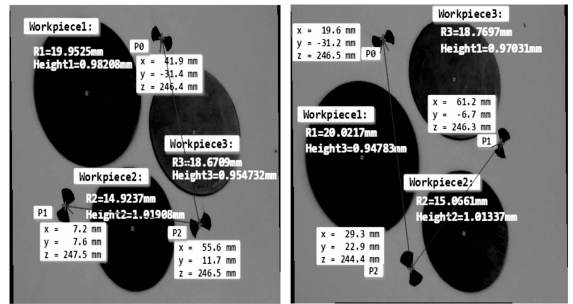 Workpiece1:
R1=19.9525mm
Height1=0.98208mm
P0
x = 41.9 mm
y = -31.4 mm
z = 246.4 mm
Workpiece3:
R3=18.6709mm
Height3=0.954732mm
Workpiece2:
R2=14.9237mm
Height2=1.01908mm
P1
x = 7.2 mm
y = 7.6 mm
z = 247.5 mm
P2
x = 55.6 mm
y = 11.7 mm
z = 246.5 mm
Workpiece3:
R3=18.7697mm
Height1=0.97031mm
x = 19.6 mm
y = -31.2 mm
z = 246.5 mm
P0
x = 61.2 mm
y = -6.7 mm
z = 246.3 mm
P1
Workpiece1:
R1=20.0217mm
Height3=0.94783mm
Workpiece2:
R2=15.0661mm
Height2=1.01337mm
x = 29.3 mm
y = 22.9 mm
z = 244.4 mm
P2